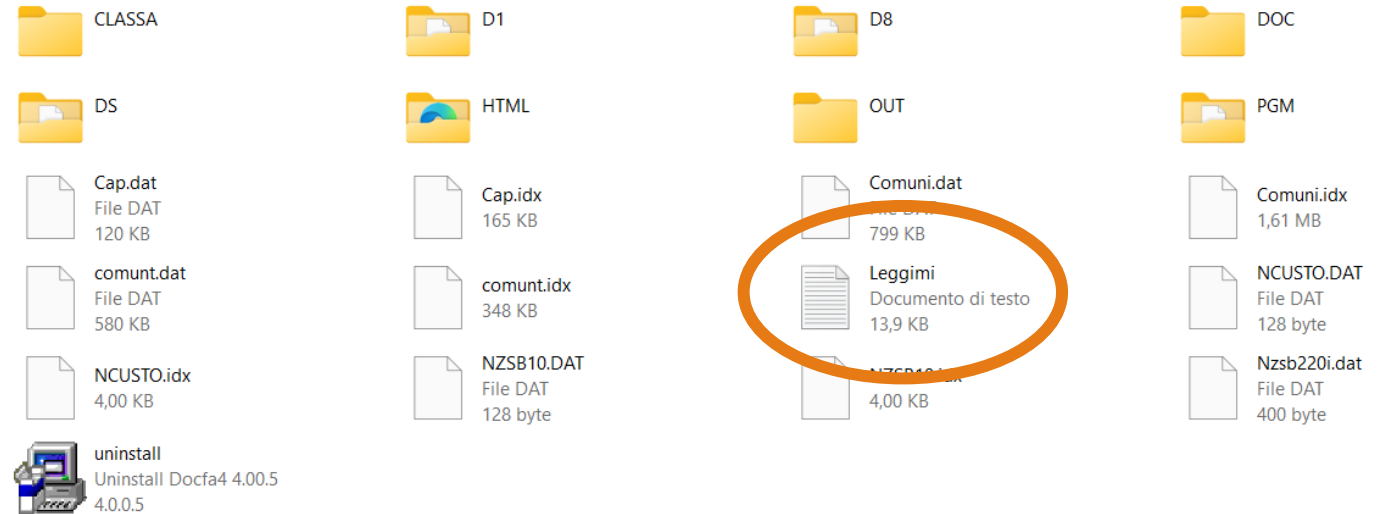 CLASSA
D1
D8
DOC
DS
HTML
OUT
PGM
Cap.dat
File DAT
120 KB
Cap.idx
165 KB
Comuni.dat
File DAT
799 KB
Comuni.idx
1,61 MB
comunt.dat
File DAT
580 KB
comunt.idx
348 KB
Leggimi
Documento di testo
13,9 KB
NCUSTO.DAT
File DAT
128 byte
NCUSTO.idx
4,00 KB
NZSB10.DAT
File DAT
128 byte
NZSB10.idx
4,00 KB
Nzsb220i.dat
File DAT
400 byte
uninstall
Uninstall Docfa4 4.00.5
4.0.0.5